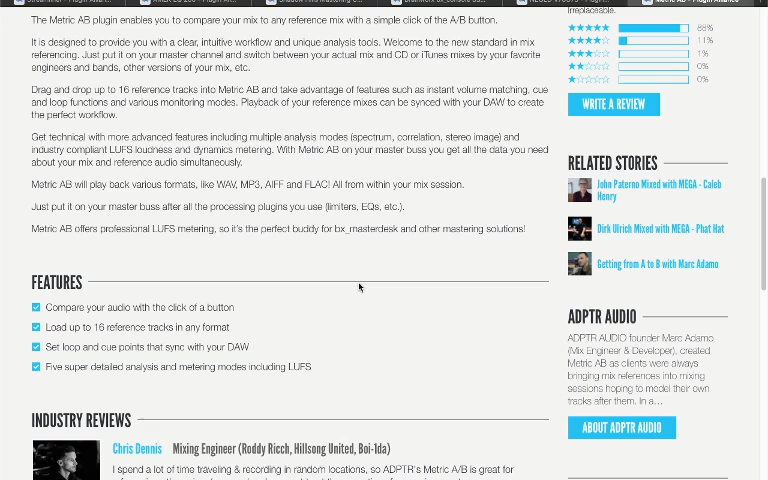 The Metric AB plugin enables you to compare your mix to any reference mix with a simple click of the A/B button.
It is designed to provide you with a clear, intuitive workflow and unique analysis tools. Welcome to the new standard in mix
referencing. Just put it on your master channel and switch between your actual mix and CD or iTunes mixes by your favorite
engineers and bands, other versions of your mix, etc.
Drag and drop up to 16 reference tracks into Metric AB and take advantage of features such as instant volume matching, cue
and loop functions and various monitoring modes. Playback of your reference mixes can be synced with your DAW to create
the perfect workflow.
Get technical with more advanced features including multiple analysis modes (spectrum, correlation, stereo image) and
industry compliant LUFS loudness and dynamics metering. With Metric AB on your master buss you get all the data you need
about your mix and reference audio simultaneously.
Metric AB will play back various formats, like WAV, MP3, AIFF and FLAC! All from within your mix session.
Just put it on your master buss after all the processing plugins you use (limiters, EQs, etc.).
Metric AB offers professional LUFS metering, so it's the perfect buddy for bx_masterdesk and other mastering solutions!
FEATURES
Compare your audio with the click of a button
Load up to 16 reference tracks in any format
Set loop and cue points that sync with your DAW
Five super detailed analysis and metering modes including LUFS
INDUSTRY REVIEWS
Chris Dennis Mixing Engineer (Roddy Ricch, Hillsong United, Boi-1da)
I spend a lot of time traveling & recording in random locations, so ADPTR's Metric A/B is great for
Irreplaceable.
88%
11%
1%
0%
0%
WRITE A REVIEW
RELATED STORIES
John Paterno Mixed with MEGA - Caleb
Henry
Dirk Ulrich Mixed with MEGA - Phat Hat
Getting from A to B with Marc Adamo
ADPTR AUDIO
ADPTR AUDIO founder Marc Adamo
(Mix Engineer & Developer), created
Metric AB as clients were always
bringing mix references into mixing
sessions hoping to model their own
tracks after them. In a...
ABOUT ADPTR AUDIO